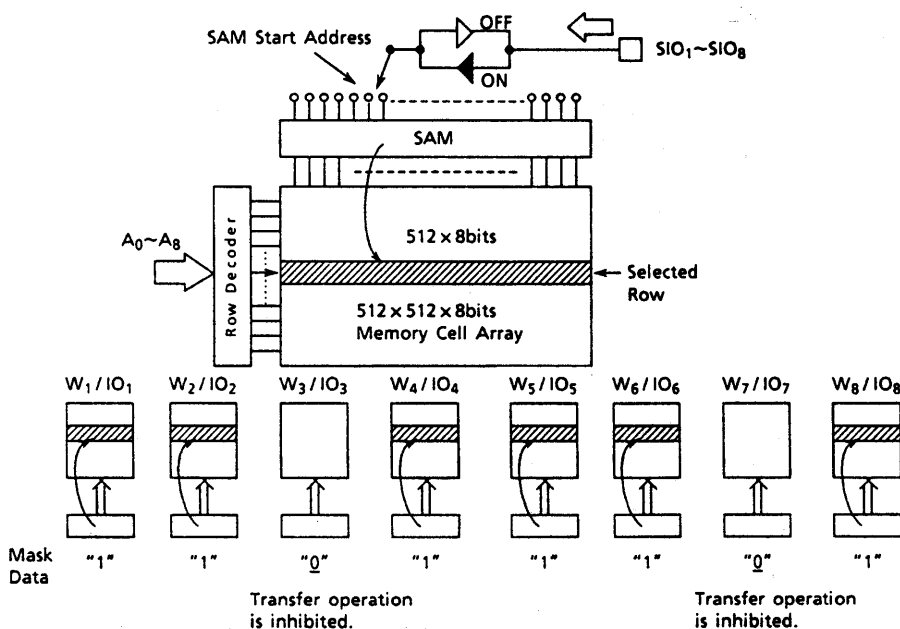 OFF
SAM Start Address
SIO₁~SIO₈
ON
SAM
512×8bits
A₀~A₈
Row Decoder
Selected
Row
512×512×8bits
Memory Cell Array
W₁/IO₁ W₂/IO₂ W₃/IO₃ W₄/IO₄ W₅/IO₅ W₆/IO₆ W₇/IO₇ W₈/IO₈
Mask
Data
"1" "1" "0" "1" "1" "1" "0" "1"
Transfer operation
is inhibited.
Transfer operation
is inhibited.